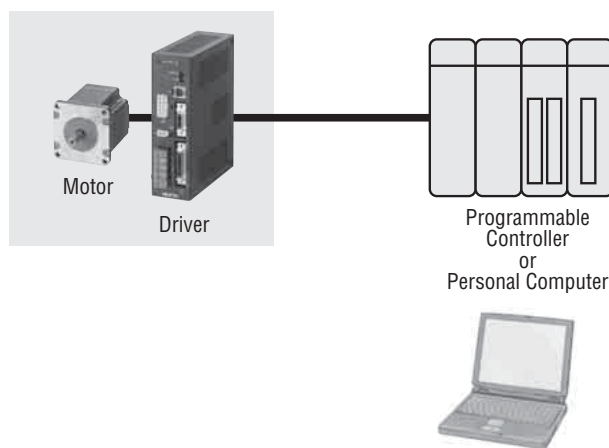 Motor
Driver
Programmable
Controller
or
Personal Computer